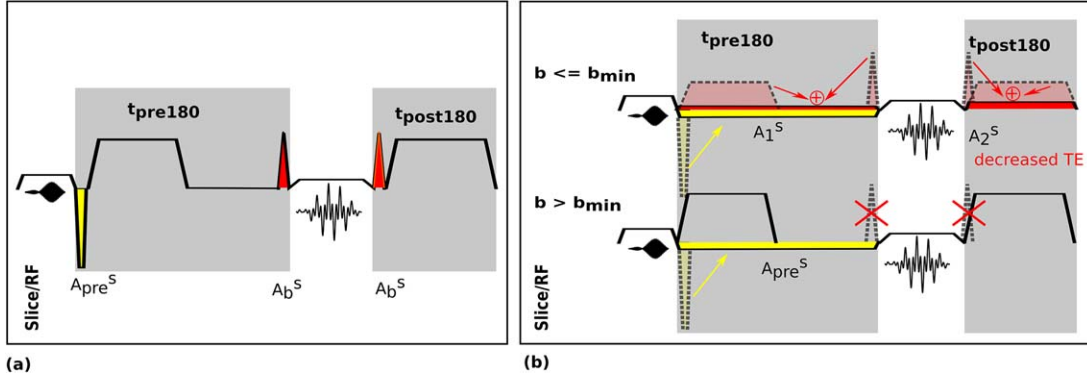 tpre180
tpost180
ApreS
AbS
AbS
Slice/RF
(a)
b <= bmin
tpre180
tpost180
A1S
A2S
decreased TE
b > bmin
ApreS
Slice/RF
(b)